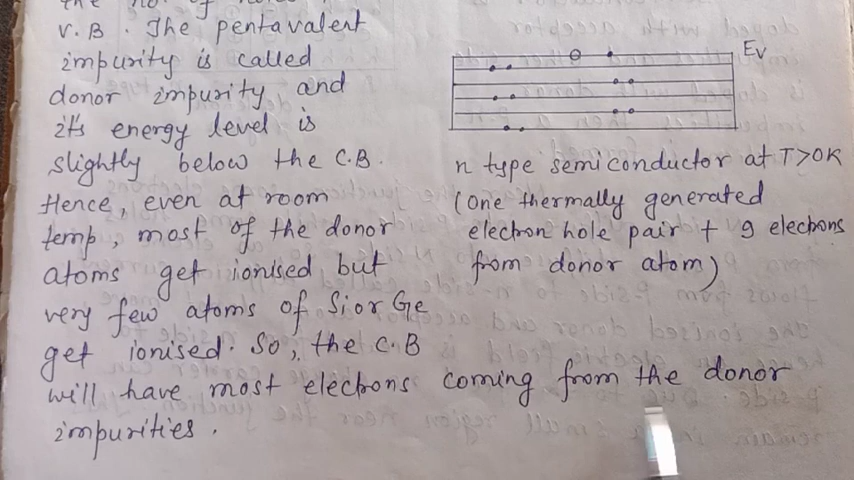 the no. of
V.B. The pentavalent
impurity is called
donor impurity and
it's energy level is
slightly below the C.B.
Hence, even at room
temp, most of the donor
atoms get ionised but
very few atoms of Si or Ge
get ionised. So, the C.B
will have most electrons coming from the donor
impurities.
Ev
n type semiconductor at T>0K
(One thermally generated
electron hole pair + 9 electrons
from donor atom)